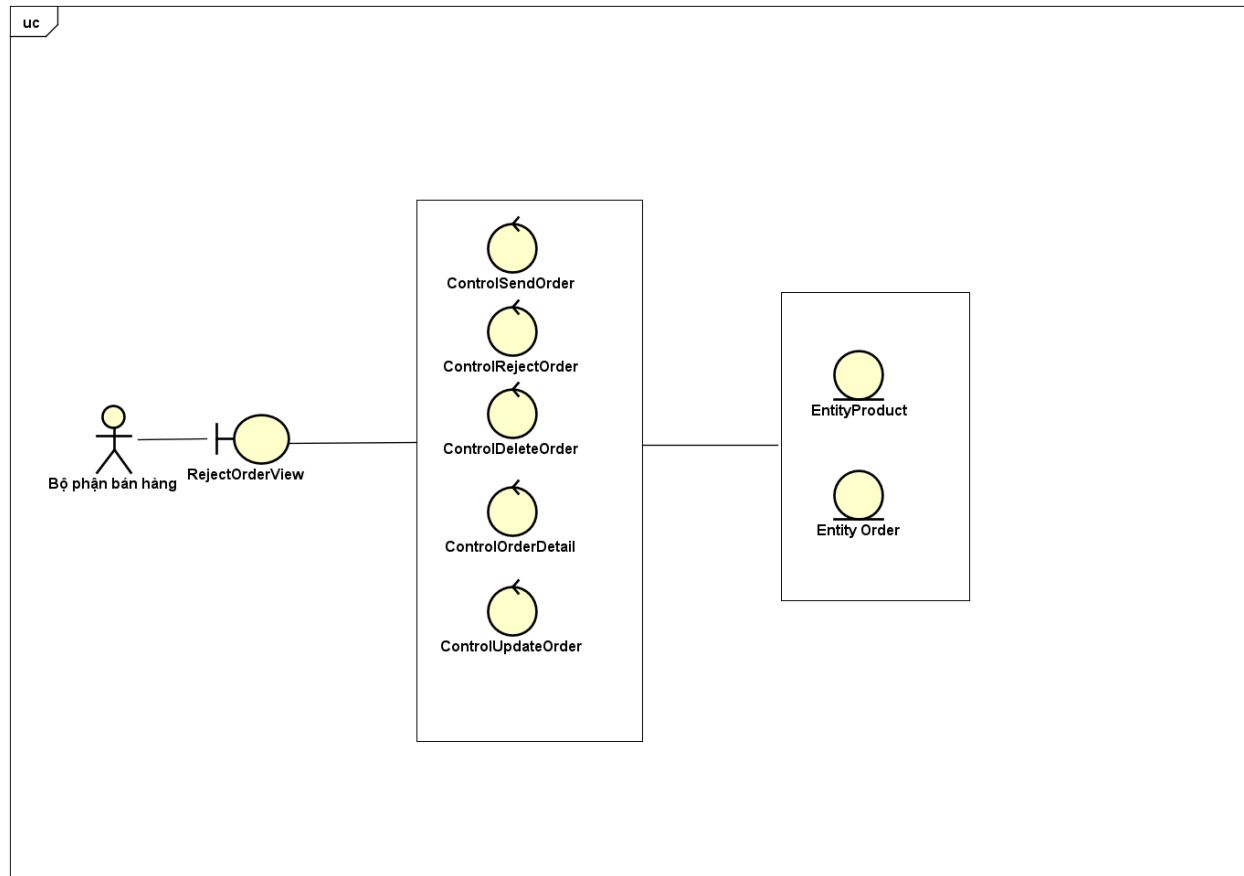 uc
ControlSendOrder
ControlRejectOrder
ControlDeleteOrder
ControlOrderDetail
ControlUpdateOrder
EntityProduct
Entity Order
RejectOrderView
Bộ phận bán hàng